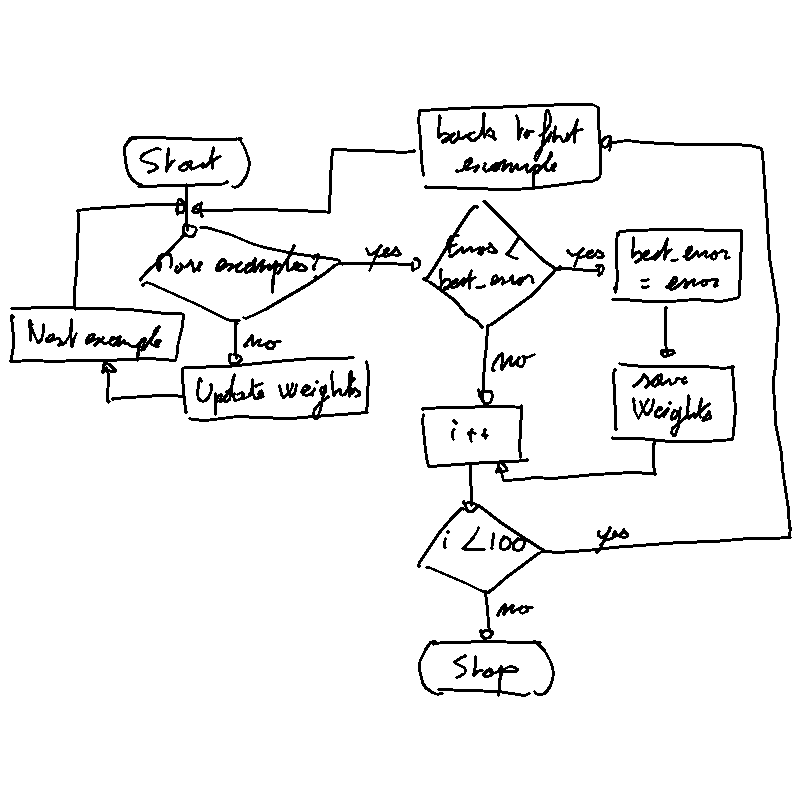 Start
back to first
example
More examples?
yes
Error <
best_error
yes
best_error
= error
Next example
no
Update weights
no
save
Weights
i++
i < 100
yes
no
Stop